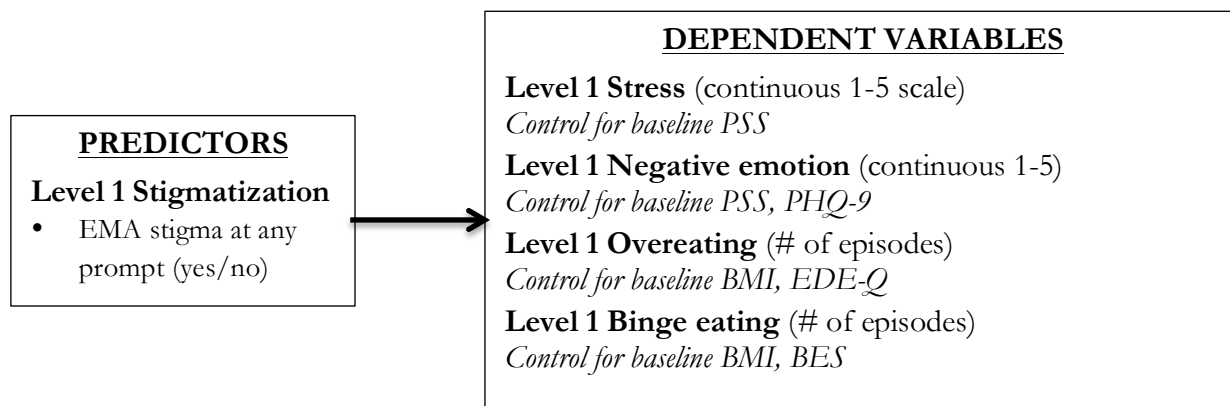 PREDICTORS
Level 1 Stigmatization
• EMA stigma at any
prompt (yes/no)
DEPENDENT VARIABLES
Level 1 Stress (continuous 1-5 scale)
Control for baseline PSS
Level 1 Negative emotion (continuous 1-5)
Control for baseline PSS, PHQ-9
Level 1 Overeating (# of episodes)
Control for baseline BMI, EDE-Q
Level 1 Binge eating (# of episodes)
Control for baseline BMI, BES